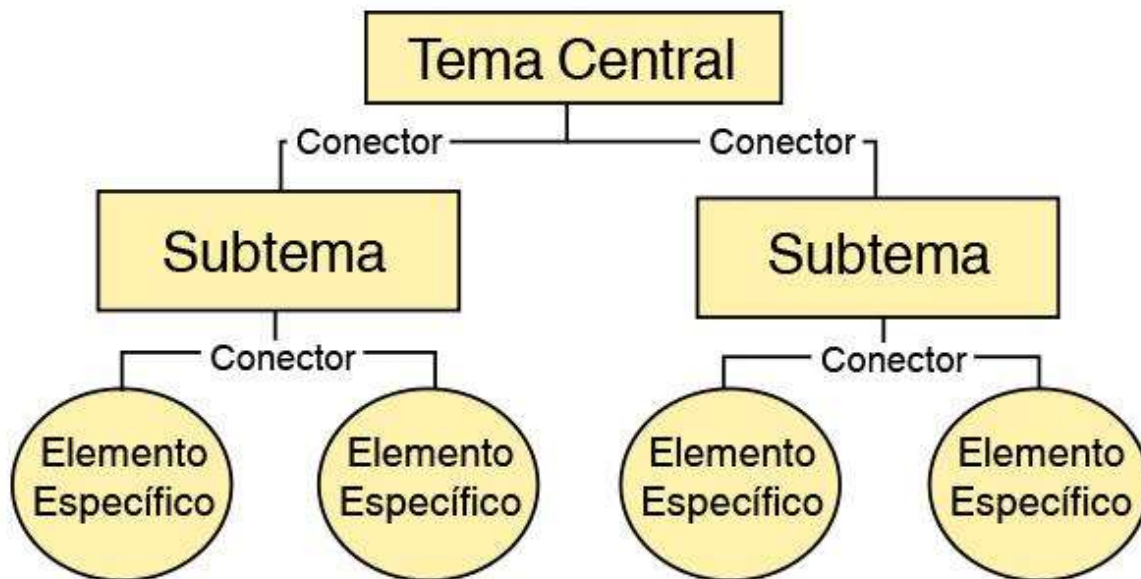 Tema Central
Conector Conector
Subtema Subtema
Conector Conector
Elemento Elemento Elemento Elemento
Específico Específico Específico Específico